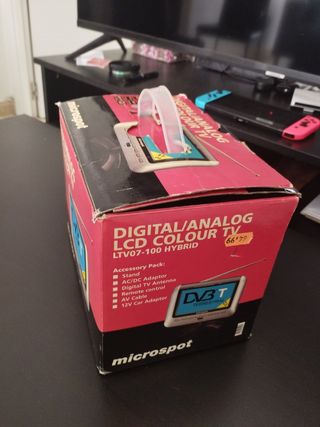 microspot
DIGITAL/ANALOG
LCD COLOUR TV
LTV07-100 HYBRID
Accessory Pack:
Stand
AC/DC Adaptor
Digital TV Antenna
Remote control
AV Cable
12V Car Adaptor
DVB T
microspot